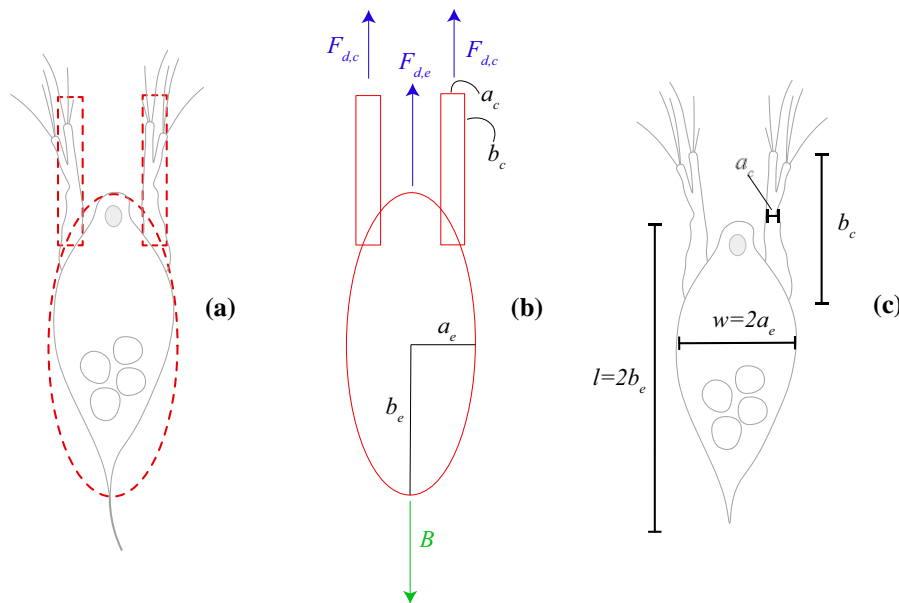 F_{d,c}
F_{d,e}
F_{d,c}
a_c
b_c
a_e
b_e
B
(a)
(b)
a_c
b_c
w=2a_e
l=2b_e
(c)